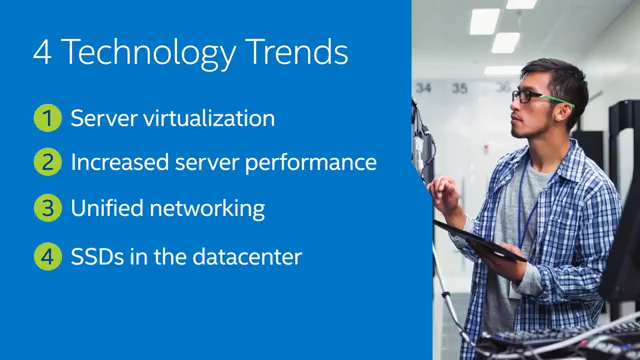 4 Technology Trends
1 Server virtualization
2 Increased server performance
3 Unified networking
4 SSDs in the datacenter
34 35 36